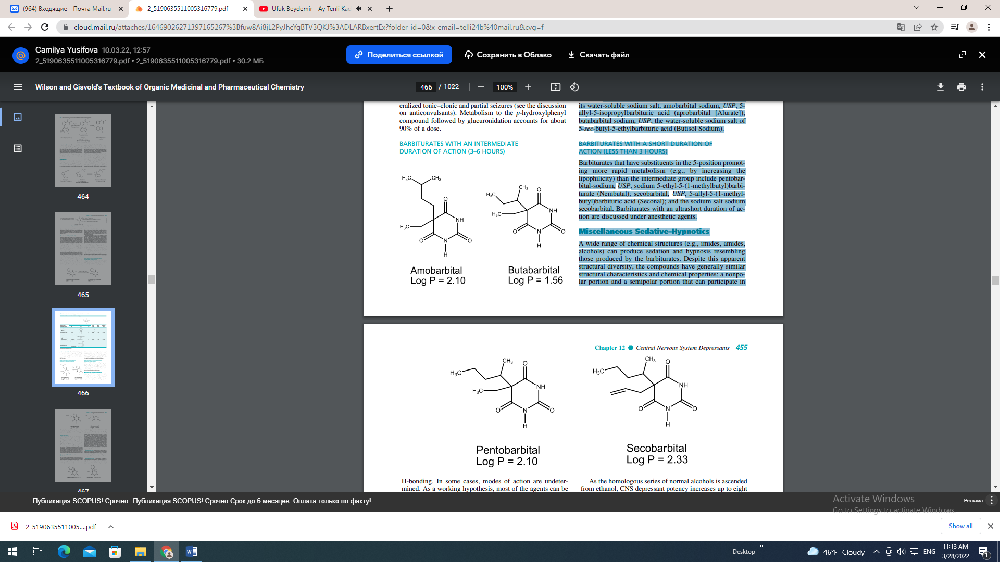 (964) Входящие - Почта Mail.ru
2_5190635511005316779.pdf
Ufuk Beydemir - Ay Tenli Kad
cloud.mail.ru/attaches/16469026271397165267%3Bfuw8Ai8jL2PyJhcYqBTV3QKJ%3ADLARBxertEx?folder-id=0&x-email=telli24b%40mail.ru&cvg=f
Camilya Yusifova 10.03.22, 12:57
2_5190635511005316779.pdf • 2_5190635511005316779.pdf • 30.2 МБ
Поделиться ссылкой
Сохранить в Облако
Скачать файл
Wilson and Gisvold's Textbook of Organic Medicinal and Pharmaceutical Chemistry
466 / 1022
100%
464
465
466
467
eralized tonic–clonic and partial seizures (see the discussion
on anticonvulsants). Metabolism to the p-hydroxylphenyl
compound followed by glucuronidation accounts for about
90% of a dose.
BARBITURATES WITH AN INTERMEDIATE
DURATION OF ACTION (3–6 HOURS)
H3C
CH3
O
NH
H3C
O
N
O
H
Amobarbital
Log P = 2.10
CH3
O
H3C
NH
H3C
O
N
O
H
Butabarbital
Log P = 1.56
its water-soluble sodium salt, amobarbital sodium, USP, 5-
allyl-5-isopropylbarbituric acid (aprobarbital [Alurate]);
butabarbital sodium, USP, the water-soluble sodium salt of
5-sec-butyl-5-ethylbarbituric acid (Butisol Sodium).
BARBITURATES WITH A SHORT DURATION OF
ACTION (LESS THAN 3 HOURS)
Barbiturates that have substituents in the 5-position promot-
ing more rapid metabolism (e.g., by increasing the
lipophilicity) than the intermediate group include pentobar-
bital-sodium, USP, sodium 5-ethyl-5-(1-methylbutyl)barbi-
turate (Nembutal); secobarbital, USP, 5-allyl-5-(1-methyl-
butyl)barbituric acid (Seconal); and the sodium salt sodium
secobarbital. Barbiturates with an ultrashort duration of ac-
tion are discussed under anesthetic agents.
Miscellaneous Sedative–Hypnotics
A wide range of chemical structures (e.g., imides, amides,
alcohols) can produce sedation and hypnosis resembling
those produced by the barbiturates. Despite this apparent
structural diversity, the compounds have generally similar
structural characteristics and chemical properties: a nonpo-
lar portion and a semipolar portion that can participate in
Chapter 12 Central Nervous System Depressants 455
CH3
O
H3C
NH
H3C
O
N
O
H
Pentobarbital
Log P = 2.10
CH3
O
H3C
NH
O
N
O
H
Secobarbital
Log P = 2.33
H-bonding. In some cases, modes of action are undeter-
mined. As a working hypothesis, most of the agents can be
As the homologous series of normal alcohols is ascended
from ethanol, CNS depressant potency increases up to eight
Публикация SCOPUS! Срочно Публикация SCOPUS! Срочно Срок до 6 месяцев. Оплата только по факту!
Реклама
Activate Windows
Go to Settings to activate Windows.
2_5190635511005....pdf
Show all
Desktop
46°F Cloudy
ENG
11:13 AM
3/28/2022
1